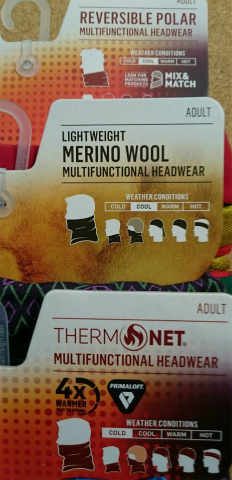 ADULT
REVERSIBLE POLAR
MULTIFUNCTIONAL HEADWEAR
WEATHER CONDITIONS
COLD COOL WARM HOT
LOOK FOR
MATCHING
PRODUCTS
MIX&
MATCH
ADULT
LIGHTWEIGHT
MERINO WOOL
MULTIFUNCTIONAL HEADWEAR
WEATHER CONDITIONS
COLD COOL WARM HOT
ADULT
THERMONET®
MULTIFUNCTIONAL HEADWEAR
4X
WARMER
PRIMALOFT
WEATHER CONDITIONS
COLD COOL WARM HOT